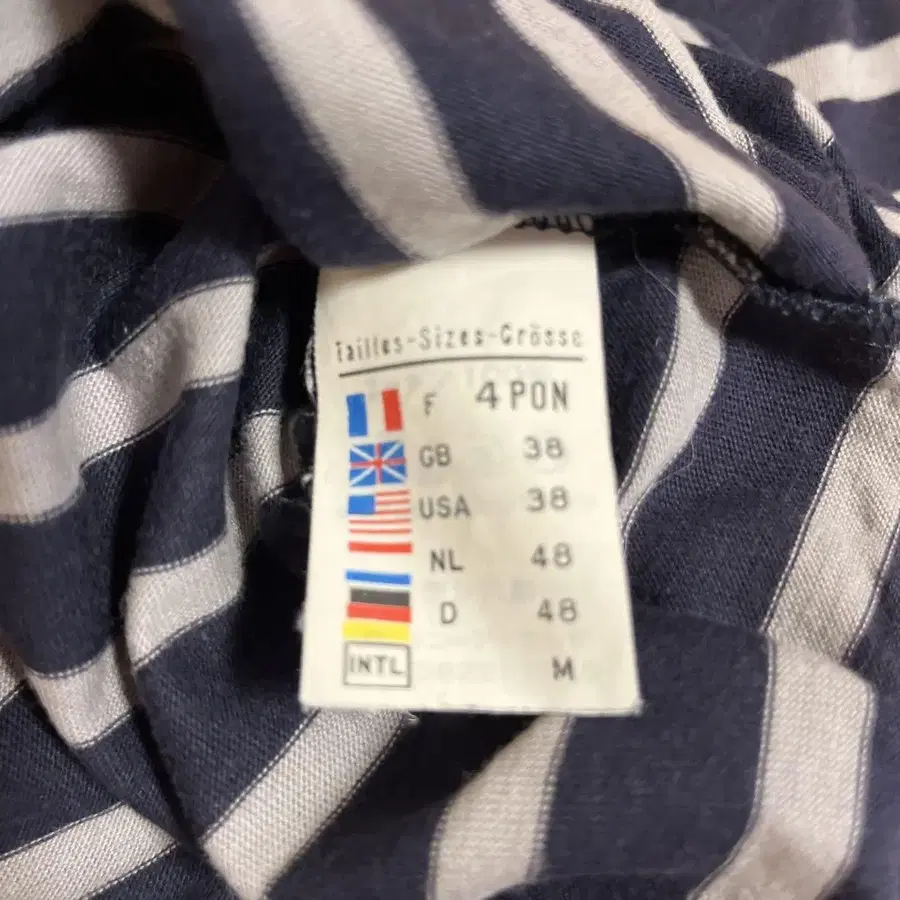 Tailles-Sizes-Grösse
F 4 PON
GB 38
USA 38
NL 48
D 48
INTL M